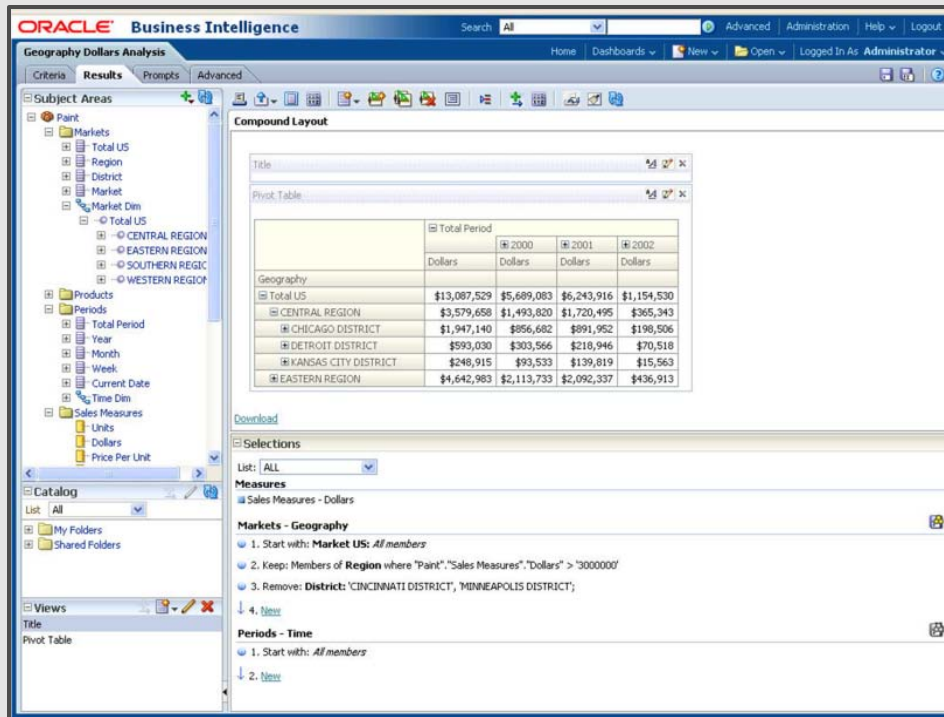 ORACLE Business Intelligence
Search All Advanced Administration Help Logout
Geography Dollars Analysis
Home Dashboards New Open Logged In As Administrator
Criteria Results Prompts Advanced
Subject Areas
Paint
Markets
Total US
Region
District
Market
Market Dim
Total US
CENTRAL REGION
EASTERN REGION
SOUTHERN REGIC
WESTERN REGION
Products
Periods
Total Period
Year
Month
Week
Current Date
Time Dim
Sales Measures
Units
Dollars
Price Per Unit
Catalog
List All
My Folders
Shared Folders
Views
Title
Pivot Table
Compound Layout
Title
Pivot Table
Total Period
2000 2001 2002
Dollars Dollars Dollars Dollars
Geography
Total US $13,087,529 $5,689,083 $6,243,916 $1,154,530
CENTRAL REGION $3,579,658 $1,493,820 $1,720,495 $365,343
CHICAGO DISTRICT $1,947,140 $856,682 $891,952 $198,506
DETROIT DISTRICT $593,030 $303,566 $218,946 $70,518
KANSAS CITY DISTRICT $248,915 $93,533 $139,819 $15,563
EASTERN REGION $4,642,983 $2,113,733 $2,092,337 $436,913
Download
Selections
List: ALL
Measures
Sales Measures - Dollars
Markets - Geography
1. Start with: Market US: All members
2. Keep: Members of Region where "Paint"."Sales Measures"."Dollars" > '3000000'
3. Remove: District: 'CINCINNATI DISTRICT', 'MINNEAPOLIS DISTRICT';
4. New
Periods - Time
1. Start with: All members
2. New